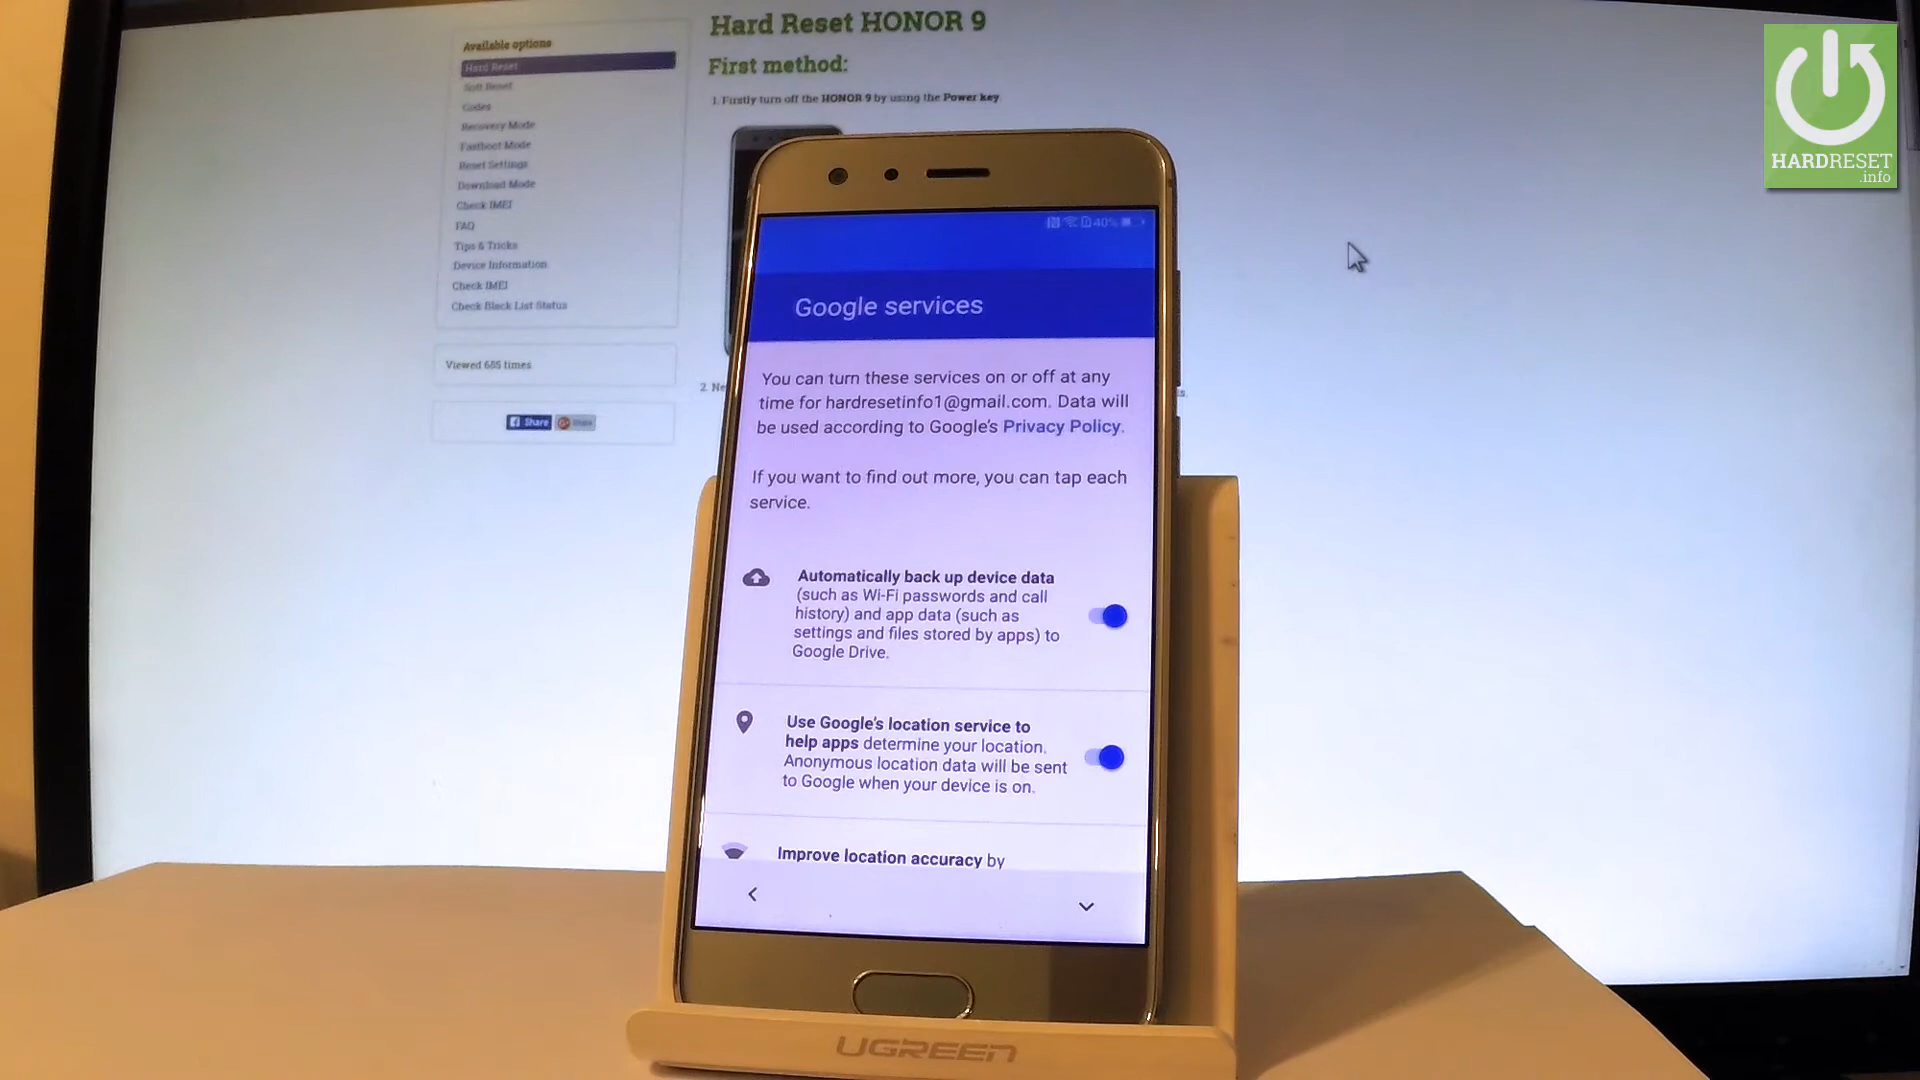 Hard Reset HONOR 9
First method:
1. Firstly turn off the HONOR 9 by using the Power key
Available options
Hard Reset
Soft Reset
Codes
Recovery Mode
Fastboot Mode
Reset Settings
Download Mode
Check IMEI
FAQ
Tips & Tricks
Device Information
Check IMEI
Check Black List Status
Viewed 685 times
Share
2.
HARDRESET
.info
40%
Google services
You can turn these services on or off at any
time for hardresetinfo1@gmail.com. Data will
be used according to Google's Privacy Policy.
If you want to find out more, you can tap each
service.
Automatically back up device data
(such as Wi-Fi passwords and call
history) and app data (such as
settings and files stored by apps) to
Google Drive.
Use Google's location service to
help apps determine your location.
Anonymous location data will be sent
to Google when your device is on.
Improve location accuracy by
UGREEN